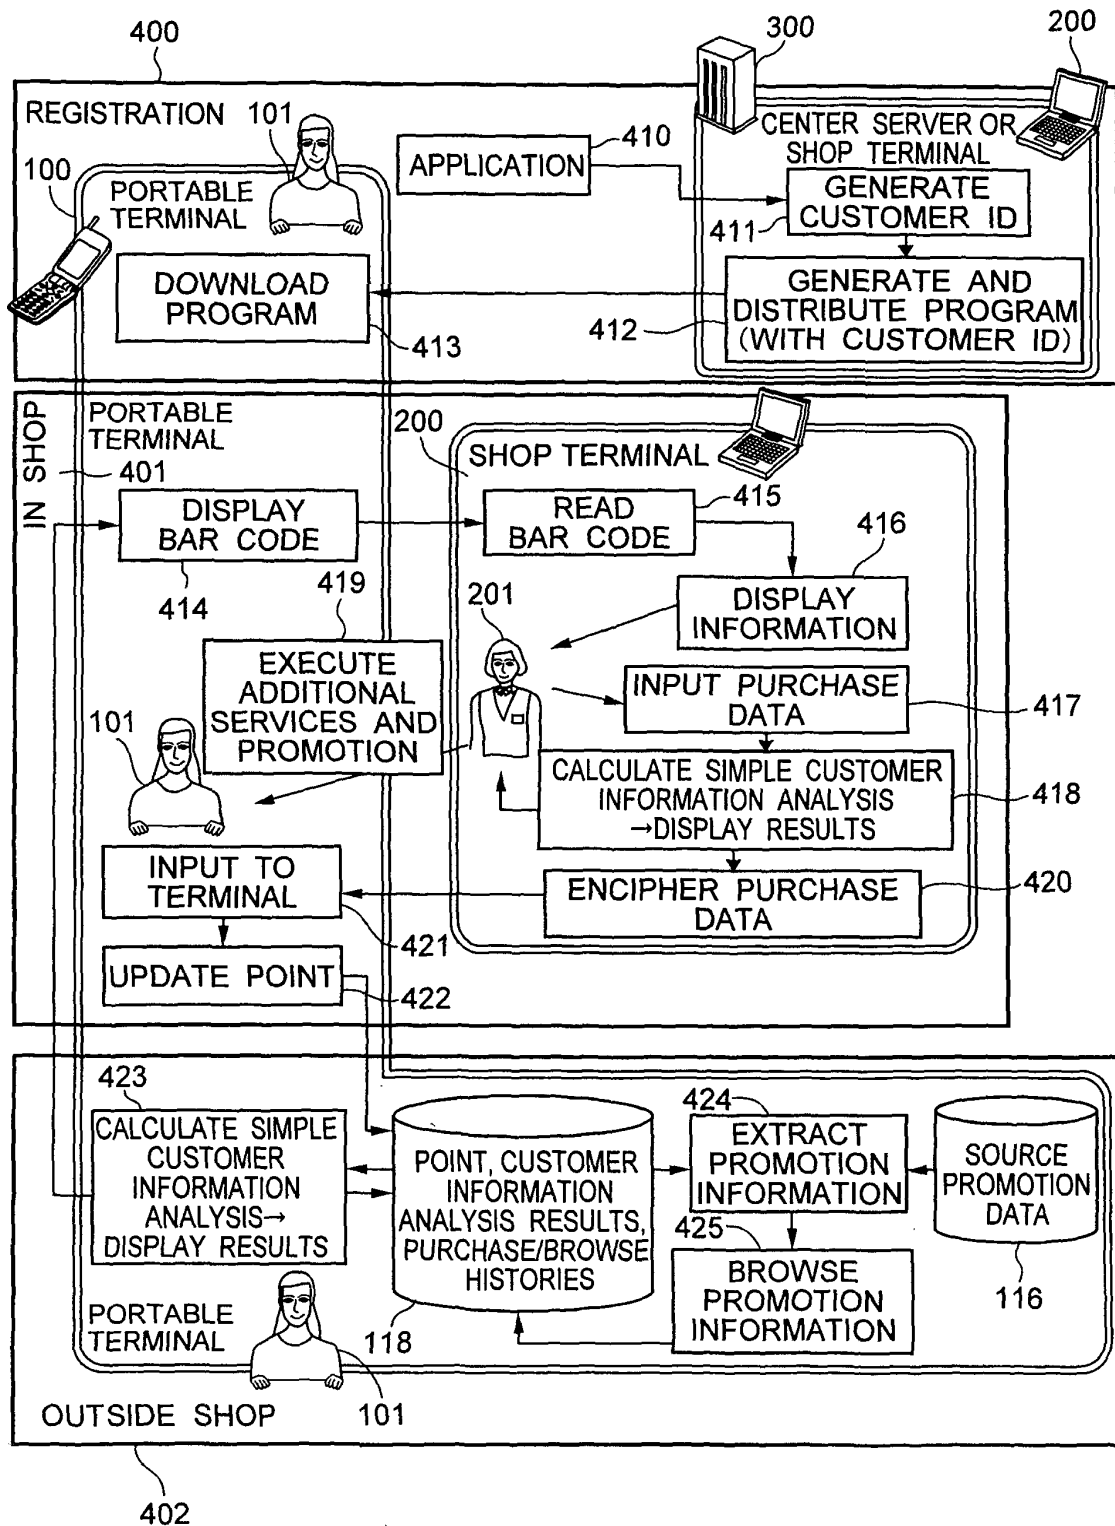 400
300
200
REGISTRATION
101
410
CENTER SERVER OR
SHOP TERMINAL
APPLICATION
100
PORTABLE
TERMINAL
GENERATE
CUSTOMER ID
411
DOWNLOAD
PROGRAM
GENERATE AND
DISTRIBUTE PROGRAM
(WITH CUSTOMER ID)
413
412
IN SHOP
PORTABLE
TERMINAL
200
401
SHOP TERMINAL
415
DISPLAY
BAR CODE
READ
BAR CODE
416
414
419
201
DISPLAY
INFORMATION
EXECUTE
ADDITIONAL
SERVICES AND
PROMOTION
INPUT PURCHASE
DATA
417
101
CALCULATE SIMPLE CUSTOMER
INFORMATION ANALYSIS
→DISPLAY RESULTS
418
INPUT TO
TERMINAL
ENCIPHER PURCHASE
DATA
420
421
UPDATE POINT
422
423
CALCULATE SIMPLE
CUSTOMER
INFORMATION
ANALYSIS→
DISPLAY RESULTS
POINT, CUSTOMER
INFORMATION
ANALYSIS RESULTS,
PURCHASE/BROWSE
HISTORIES
424
EXTRACT
PROMOTION
INFORMATION
SOURCE
PROMOTION
DATA
425
BROWSE
PROMOTION
INFORMATION
116
PORTABLE
TERMINAL
118
101
OUTSIDE SHOP
402